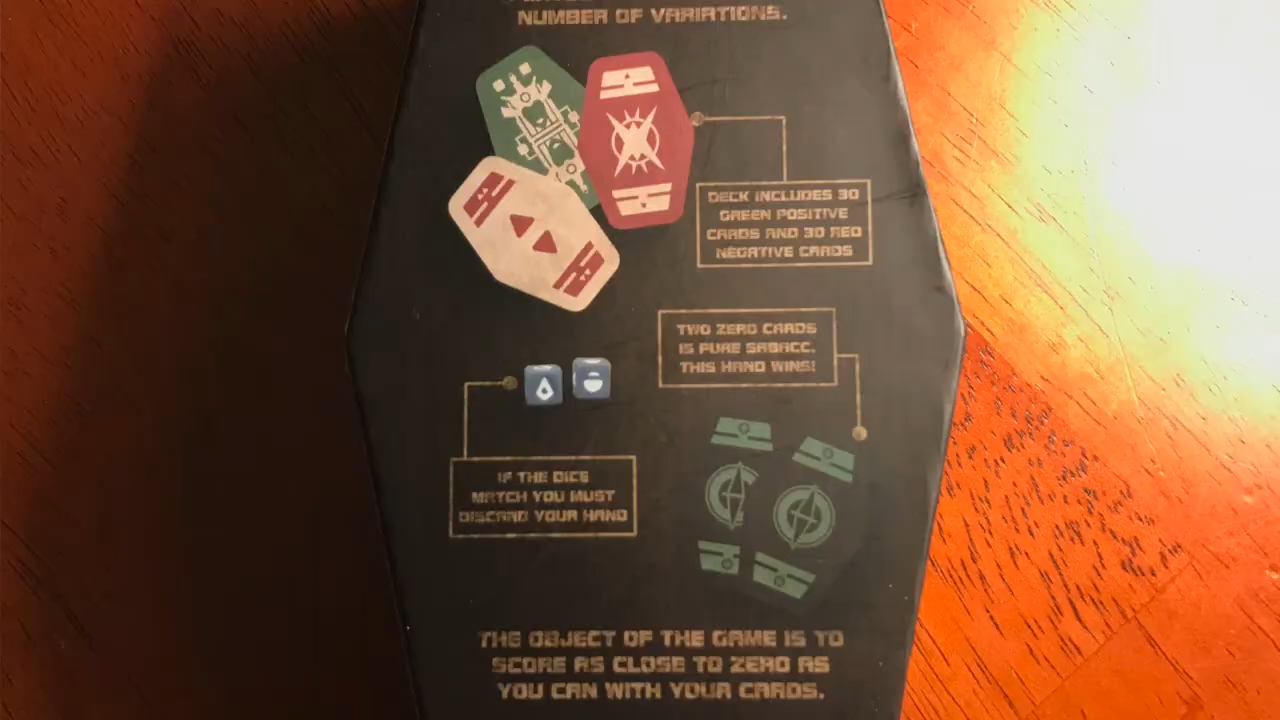 NUMBER OF VARIATIONS.
DECK INCLUDES 30
GREEN POSITIVE
CARDS AND 30 RED
NEGATIVE CARDS
TWO ZERO CARDS
IS PURE SABACC.
THIS HAND WINS!
IF THE DICE
MATCH YOU MUST
DISCARD YOUR HAND
THE OBJECT OF THE GAME IS TO
SCORE AS CLOSE TO ZERO AS
YOU CAN WITH YOUR CARDS.